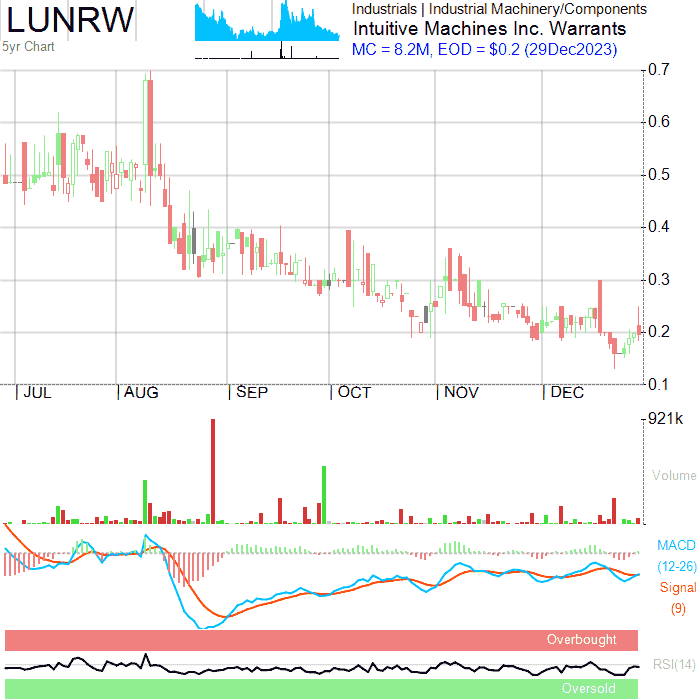 LUNRW
5yr Chart
Industrials | Industrial Machinery/Components
Intuitive Machines Inc. Warrants
MC = 8.2M, EOD = $0.2 (29Dec2023)
0.7
0.6
0.5
0.4
0.3
0.2
0.1
JUL AUG SEP OCT NOV DEC
921k
Volume
MACD
(12-26)
Signal
(9)
Overbought
RSI(14)
Oversold